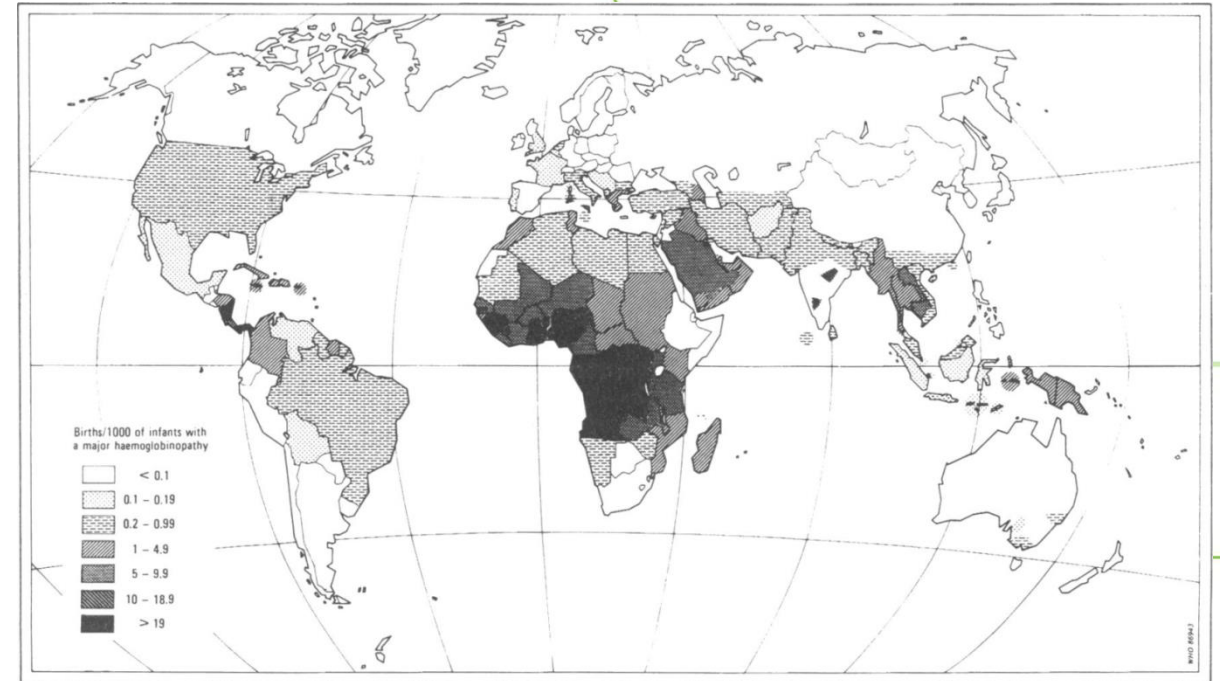 Births/1000 of infants with
a major haemoglobinopathy
< 0.1
0.1 – 0.19
0.2 – 0.99
1 – 4.9
5 – 9.9
10 – 18.9
> 19
WHO 86943